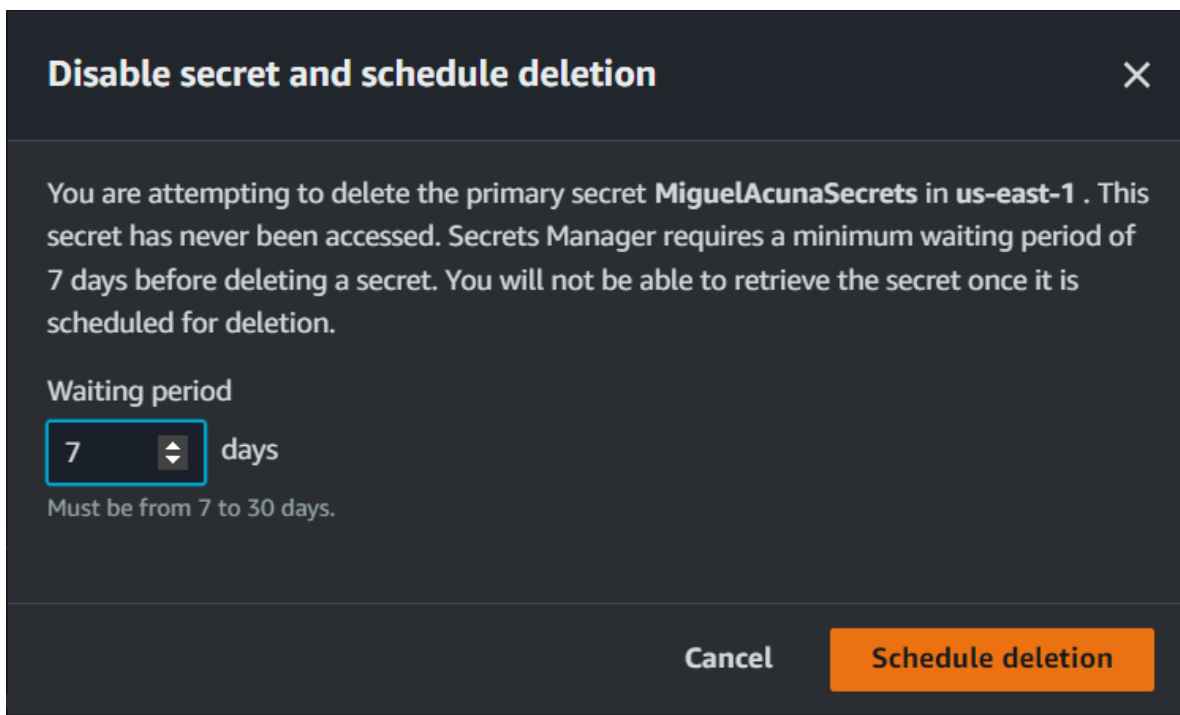 Disable secret and schedule deletion
You are attempting to delete the primary secret MiguelAcunaSecrets in us-east-1 . This
secret has never been accessed. Secrets Manager requires a minimum waiting period of
7 days before deleting a secret. You will not be able to retrieve the secret once it is
scheduled for deletion.
Waiting period
7 days
Must be from 7 to 30 days.
Cancel Schedule deletion